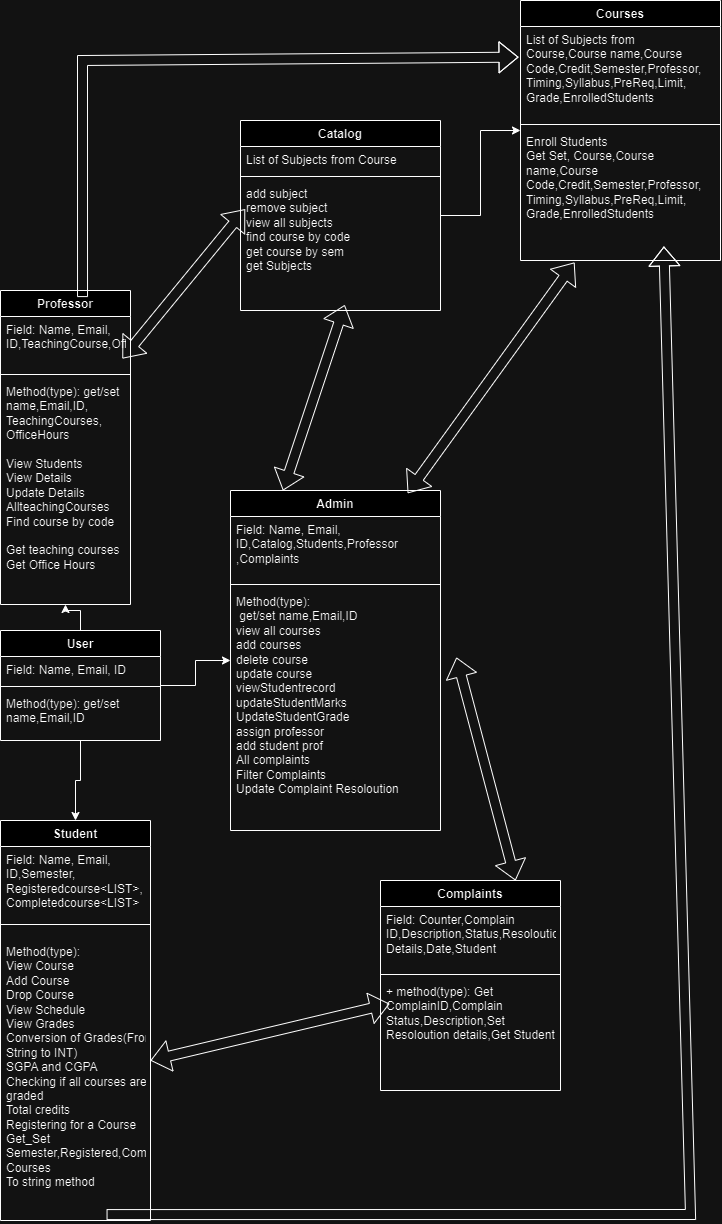 Courses
List of Subjects from
Course,Course name,Course
Code,Credit,Semester,Professor,
Timing,Syllabus,PreReq,Limit,
Grade,EnrolledStudents
Enroll Students
Get Set, Course,Course
name,Course
Code,Credit,Semester,Professor,
Timing,Syllabus,PreReq,Limit,
Grade,EnrolledStudents
Catalog
List of Subjects from Course
add subject
remove subject
view all subjects
find course by code
get course by sem
get Subjects
Professor
Field: Name, Email,
ID,TeachingCourse,Off
Method(type): get/set
name,Email,ID,
TeachingCourses,
OfficeHours
View Students
View Details
Update Details
AllteachingCourses
Find course by code
Get teaching courses
Get Office Hours
Admin
Field: Name, Email,
ID,Catalog,Students,Professor
,Complaints
Method(type):
get/set name,Email,ID
view all courses
add courses
delete course
update course
viewStudentrecord
updateStudentMarks
UpdateStudentGrade
assign professor
add student prof
All complaints
Filter Complaints
Update Complaint Resoloution
User
Field: Name, Email, ID
Method(type): get/set
name,Email,ID
Student
Field: Name, Email,
ID,Semester,
Registeredcourse<LIST>,
Completedcourse<LIST>
Method(type):
View Course
Add Course
Drop Course
View Schedule
View Grades
Conversion of Grades(Fro
String to INT)
SGPA and CGPA
Checking if all courses are
graded
Total credits
Registering for a Course
Get_Set
Semester,Registered,Com
Courses
To string method
Complaints
Field: Counter,Complain
ID,Description,Status,Resoloutio
Details,Date,Student
+ method(type): Get
ComplainID,Complain
Status,Description,Set
Resoloution details,Get Student